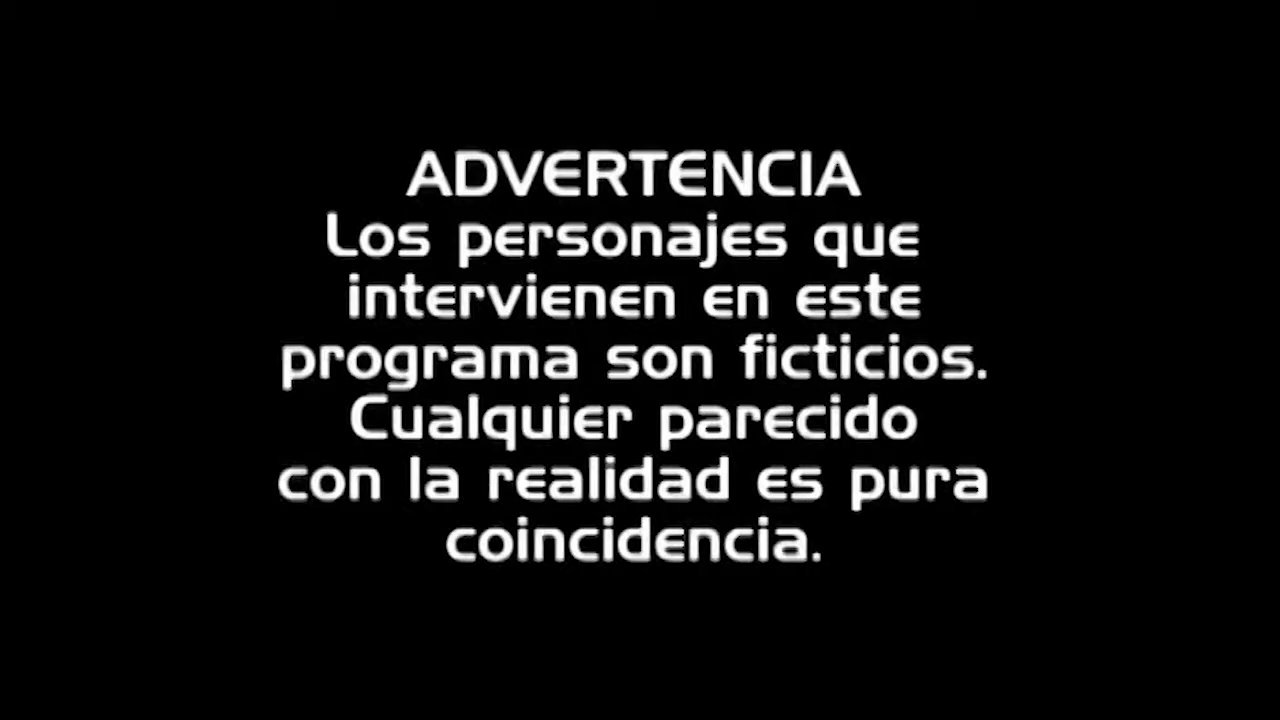 ADVERTENCIA
Los personajes que
intervienen en este
programa son ficticios.
Cualquier parecido
con la realidad es pura
coincidencia.